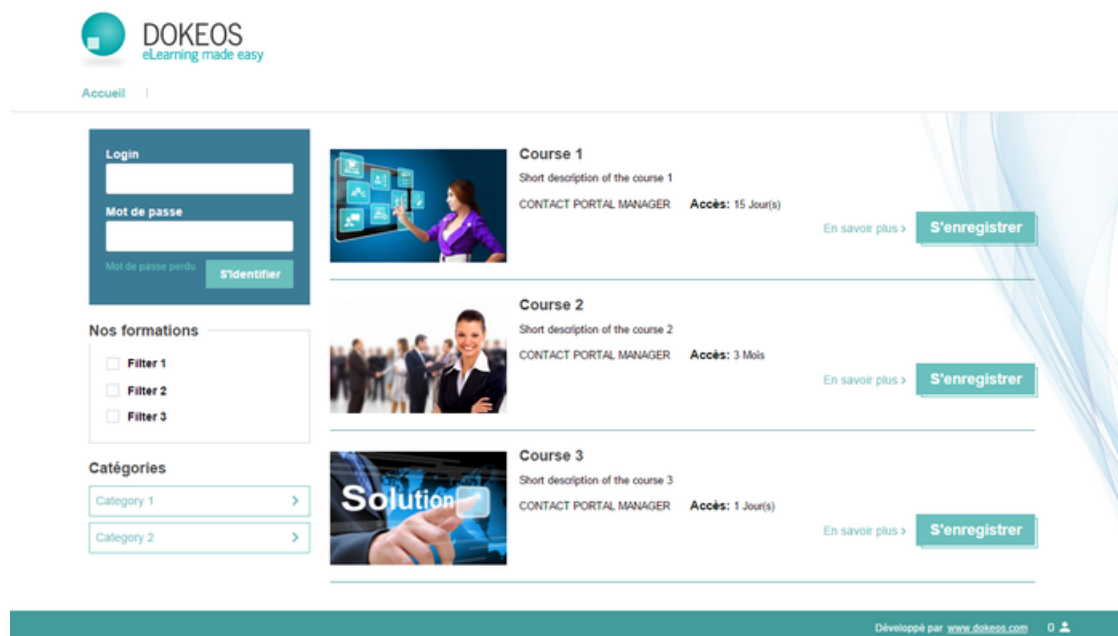 DOKEOS
eLearning made easy
Accueil
Login
Mot de passe
Mot de passe perdu
S'identifier
Nos formations
Filter 1
Filter 2
Filter 3
Catégories
Category 1
Category 2
Course 1
Short description of the course 1
CONTACT PORTAL MANAGER Accès: 15 Jour(s)
En savoir plus > S'enregistrer
Course 2
Short description of the course 2
CONTACT PORTAL MANAGER Accès: 3 Mois
En savoir plus > S'enregistrer
Solution
Course 3
Short description of the course 3
CONTACT PORTAL MANAGER Accès: 1 Jour(s)
En savoir plus > S'enregistrer
Développé par www.dokeos.com 0